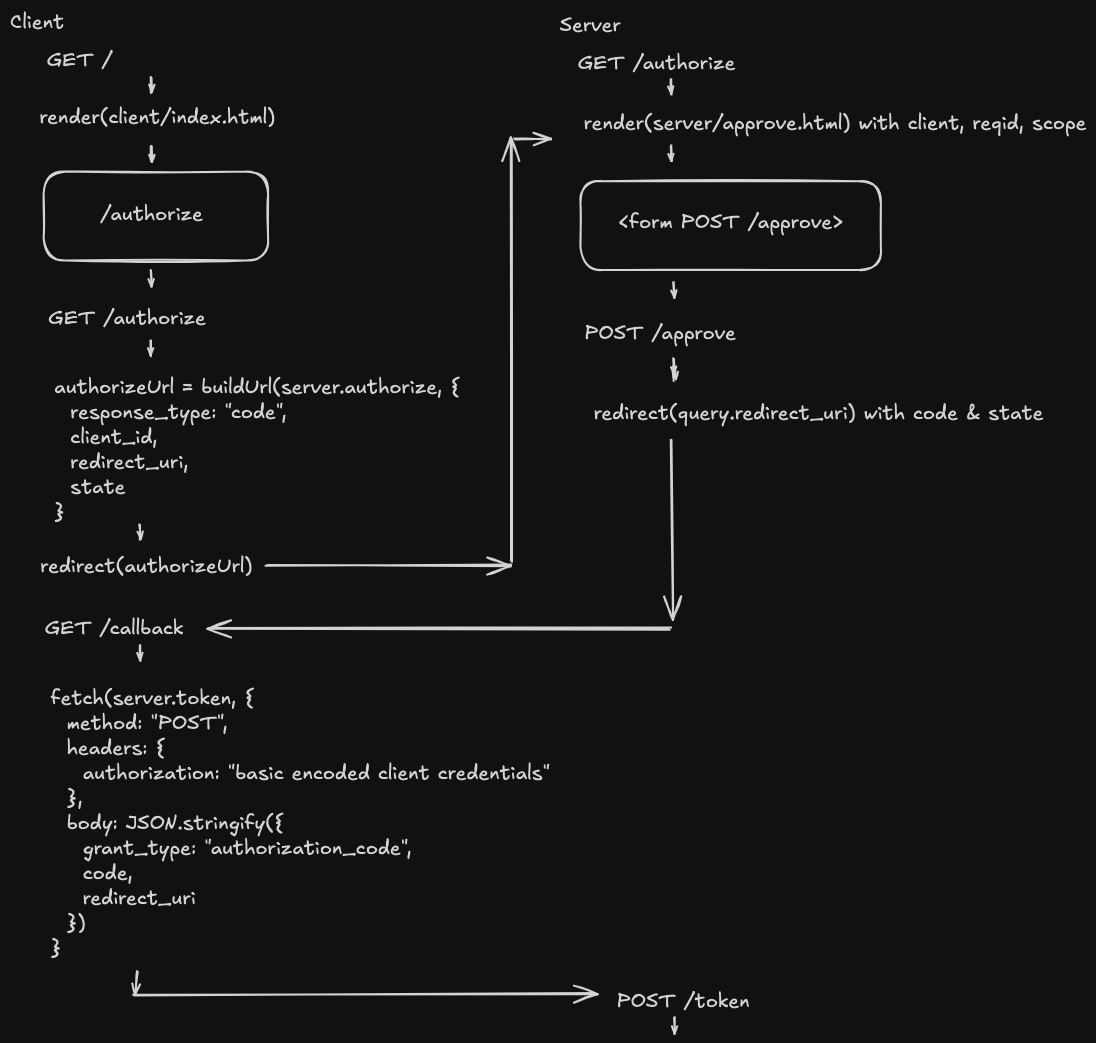 Client
GET /
render(client/index.html)
/authorize
GET /authorize
authorizeUrl = buildUrl(server.authorize, {
response_type: "code",
client_id,
redirect_uri,
state
}
redirect(authorizeUrl)
GET /callback
fetch(server.token, {
method: "POST",
headers: {
authorization: "basic encoded client credentials"
},
body: JSON.stringify({
grant_type: "authorization_code",
code,
redirect_uri
})
}
Server
GET /authorize
render(server/approve.html) with client, reqid, scope
<form POST /approve>
POST /approve
redirect(query.redirect_uri) with code & state
POST /token